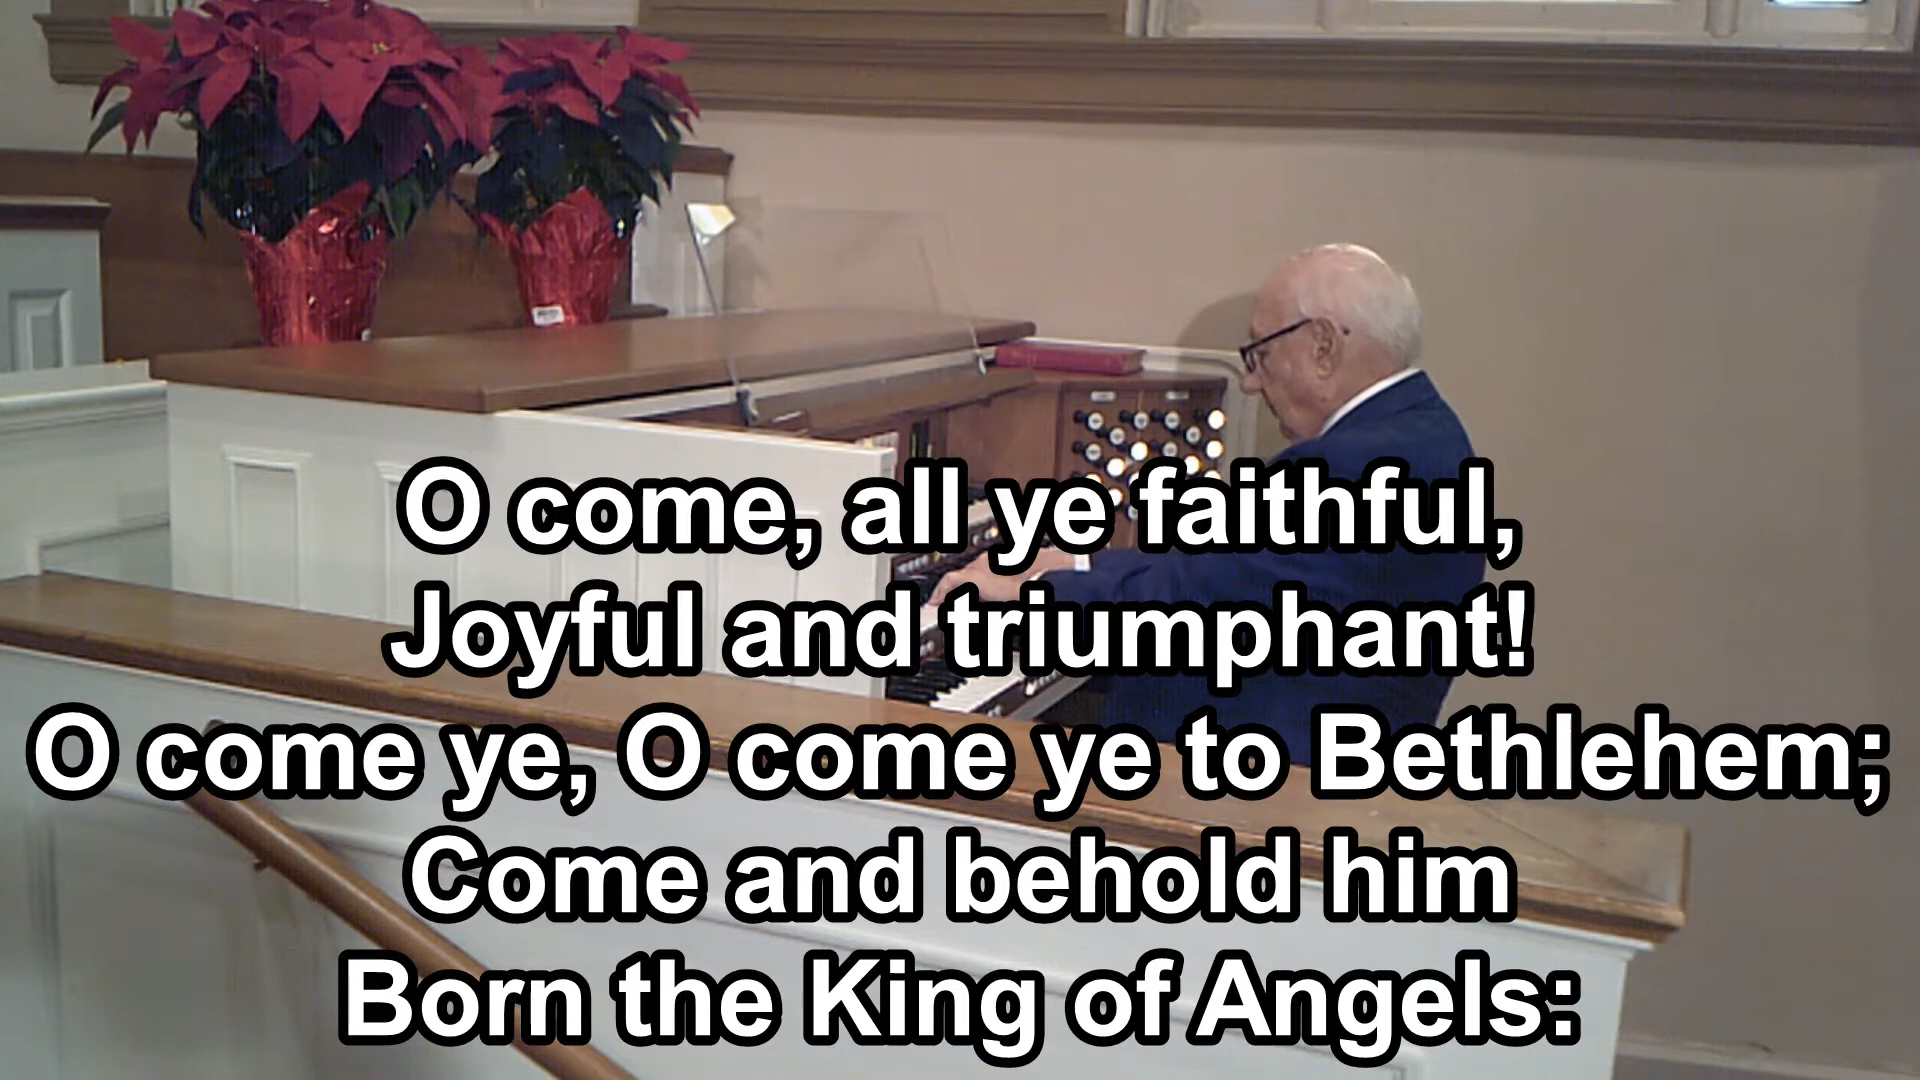 O come, all ye faithful,
Joyful and triumphant!
O come ye, O come ye to Bethlehem;
Come and behold him
Born the King of Angels: